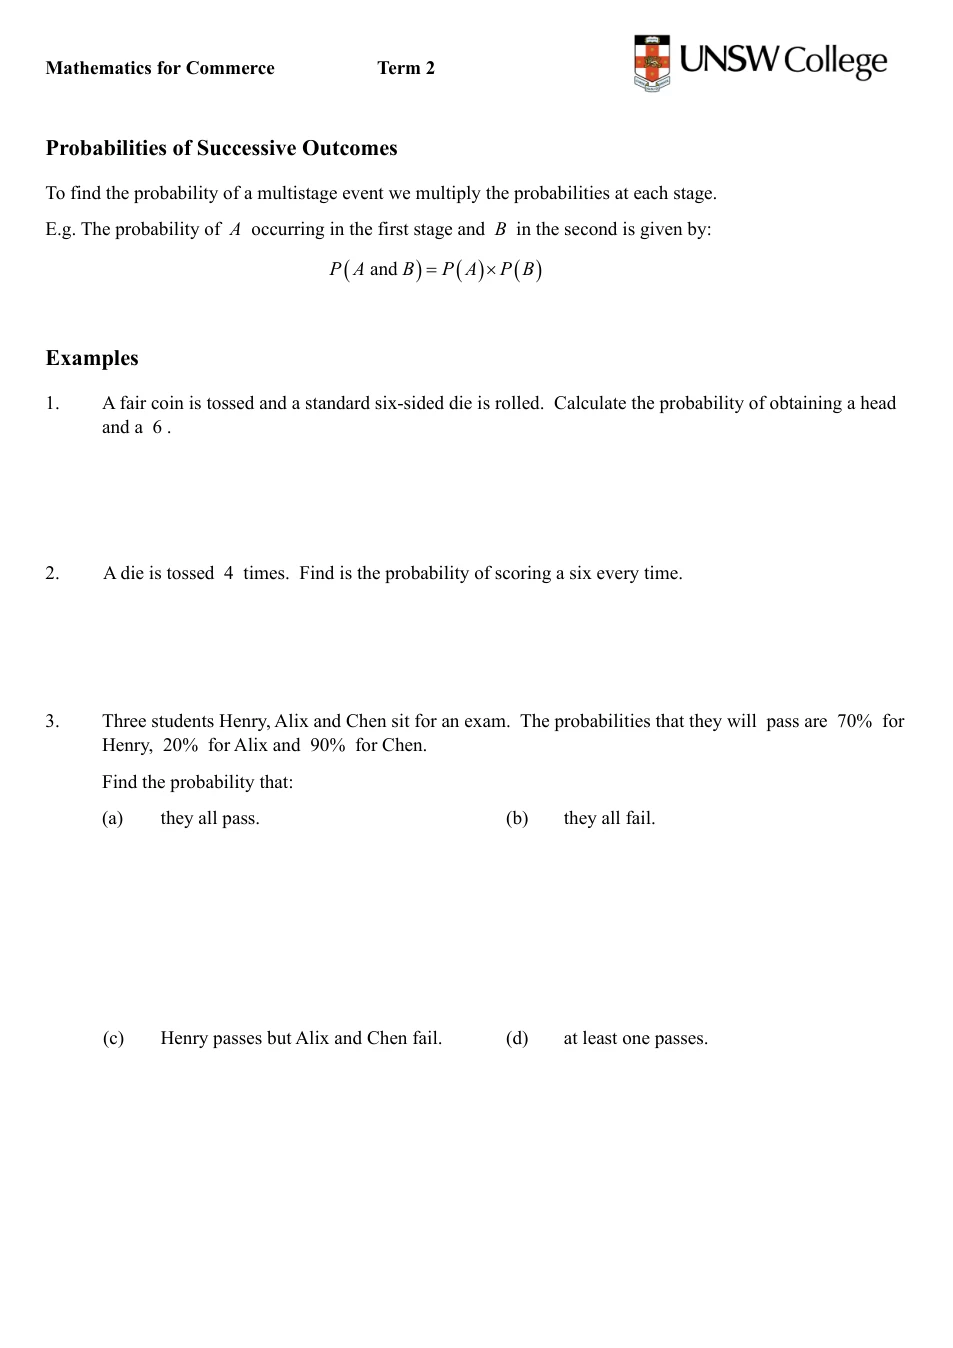 Mathematics for Commerce Term 2
UNSW College
Probabilities of Successive Outcomes
To find the probability of a multistage event we multiply the probabilities at each stage.
E.g. The probability of A occurring in the first stage and B in the second is given by:
P(A and B) = P(A) × P(B)
Examples
1. A fair coin is tossed and a standard six-sided die is rolled. Calculate the probability of obtaining a head
and a 6 .
2. A die is tossed 4 times. Find is the probability of scoring a six every time.
3. Three students Henry, Alix and Chen sit for an exam. The probabilities that they will pass are 70% for
Henry, 20% for Alix and 90% for Chen.
Find the probability that:
(a) they all pass. (b) they all fail.
(c) Henry passes but Alix and Chen fail. (d) at least one passes.